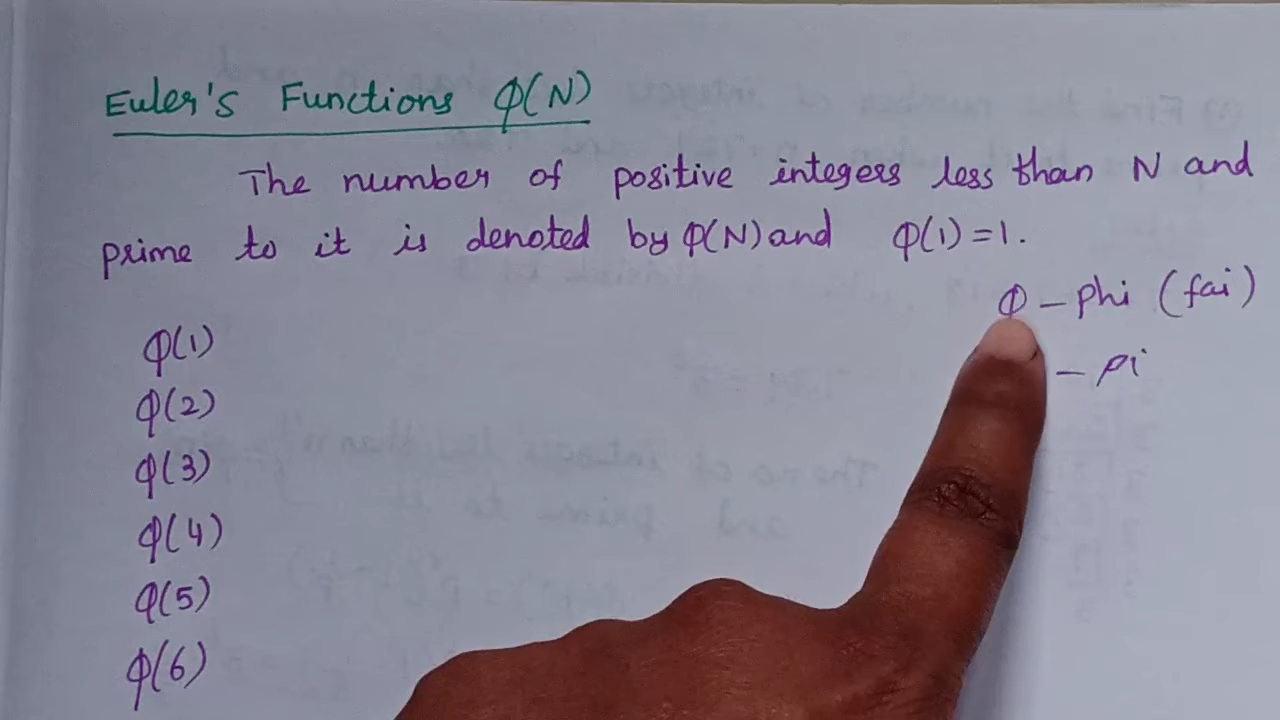 Euler's Functions φ(N)
The number of positive integers less than N and
prime to it is denoted by φ(N) and φ(1)=1.
φ – phi (fai)
– pi
φ(1)
φ(2)
φ(3)
φ(4)
φ(5)
φ(6)